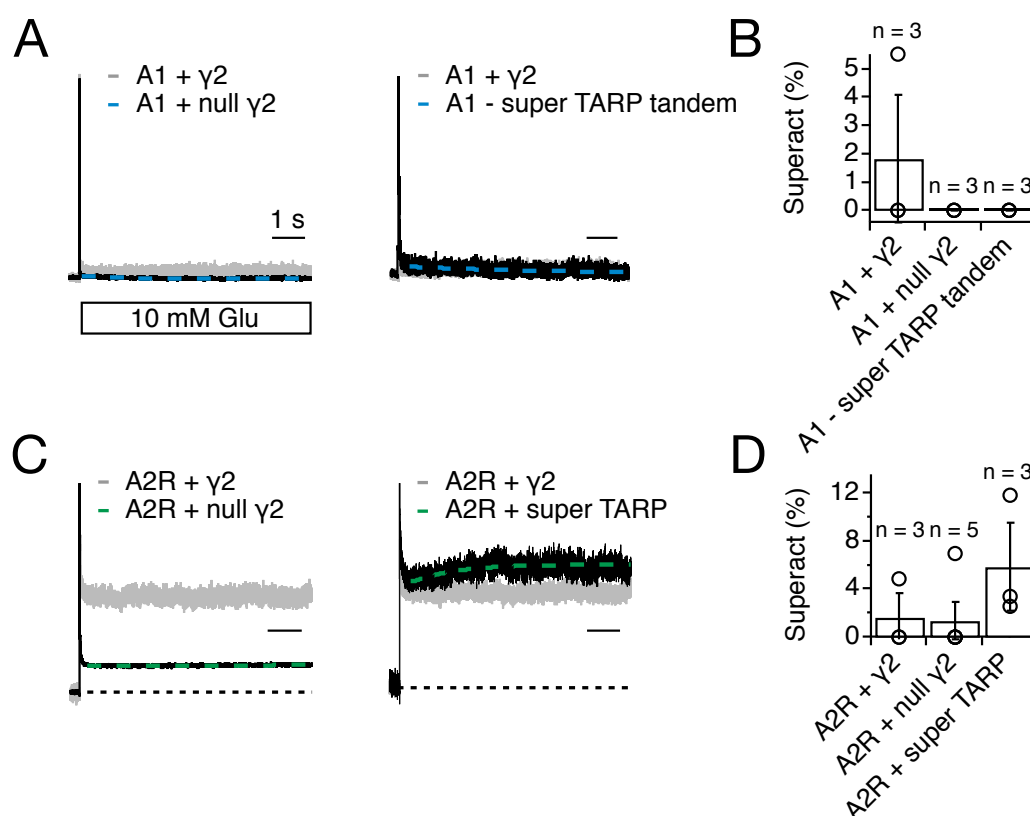 A
A1 + γ2
A1 + null γ2
1 s
10 mM Glu
A1 + γ2
A1 - super TARP tandem
B
Superact (%)
5
4
3
2
1
0
n = 3
n = 3
n = 3
A1 + γ2
A1 + null γ2
A1 - super TARP tandem
C
A2R + γ2
A2R + null γ2
A2R + γ2
A2R + super TARP
D
Superact (%)
12
8
4
0
n = 3
n = 5
n = 3
A2R + γ2
A2R + null γ2
A2R + super TARP